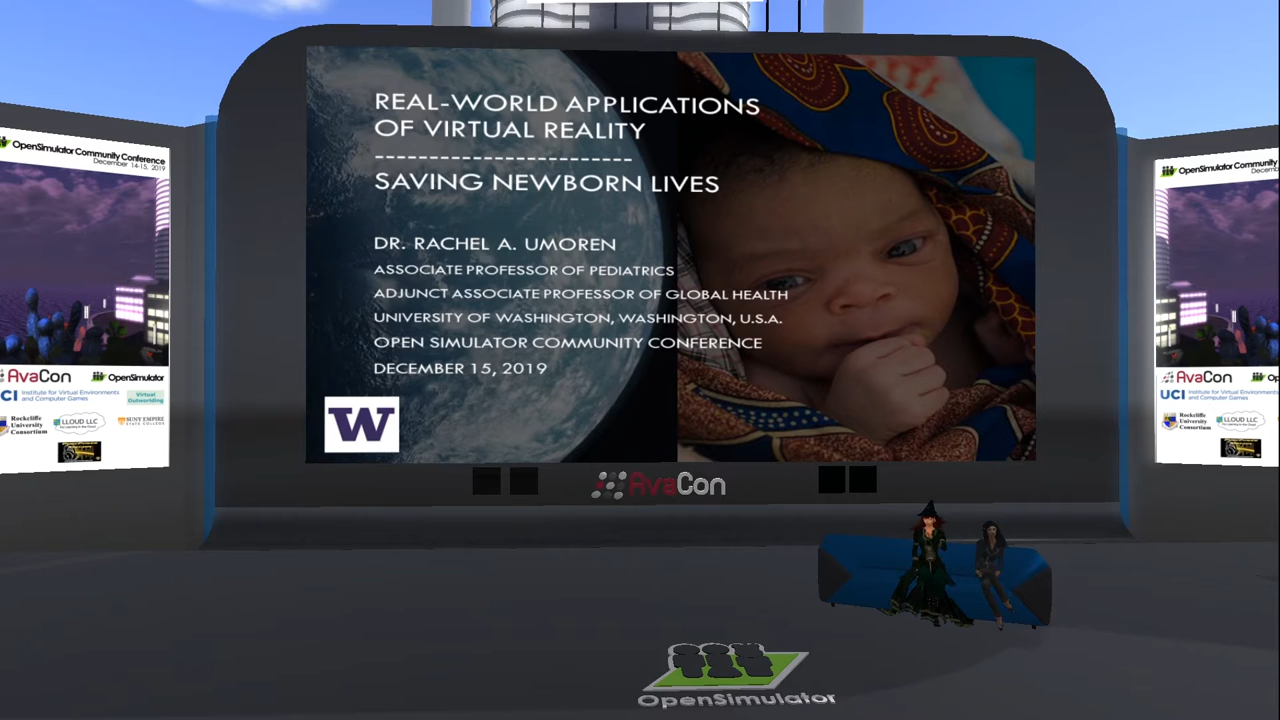 OpenSimulator Community Conference
December 14-15, 2019
AvaCon
OpenSimulator
CI
Institute for Virtual Environments
and Computer Games
Virtual
Outworlding
Rockcliffe
University
Consortium
LLOUD LLC
SUNY EMPIRE
STATE COLLEGE
REAL-WORLD APPLICATIONS
OF VIRTUAL REALITY
------------------------
SAVING NEWBORN LIVES
DR. RACHEL A. UMOREN
ASSOCIATE PROFESSOR OF PEDIATRICS
ADJUNCT ASSOCIATE PROFESSOR OF GLOBAL HEALTH
UNIVERSITY OF WASHINGTON, WASHINGTON, U.S.A.
OPEN SIMULATOR COMMUNITY CONFERENCE
DECEMBER 15, 2019
W
AvaCon
OpenSimulator
OpenSimulator Community
Decemb
AvaCon
Op
UCI
Institute for Virtual Environments
and Computer Games
Rockcliffe
University
Consortium
LLOUD LLC